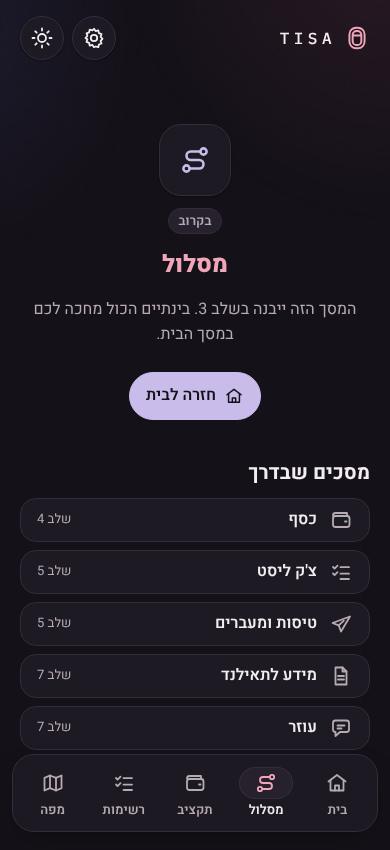 TISA
בקרוב
מסלול
המסך הזה ייבנה בשלב 3. בינתיים הכול מחכה לכם
במסך הבית.
חזרה לבית
מסכים שבדרך
כסף שלב 4
צ'ק ליסט שלב 5
טיסות ומעברים שלב 5
מידע לתאילנד שלב 7
עוזר שלב 7
בית מסלול תקציב רשימות מפה